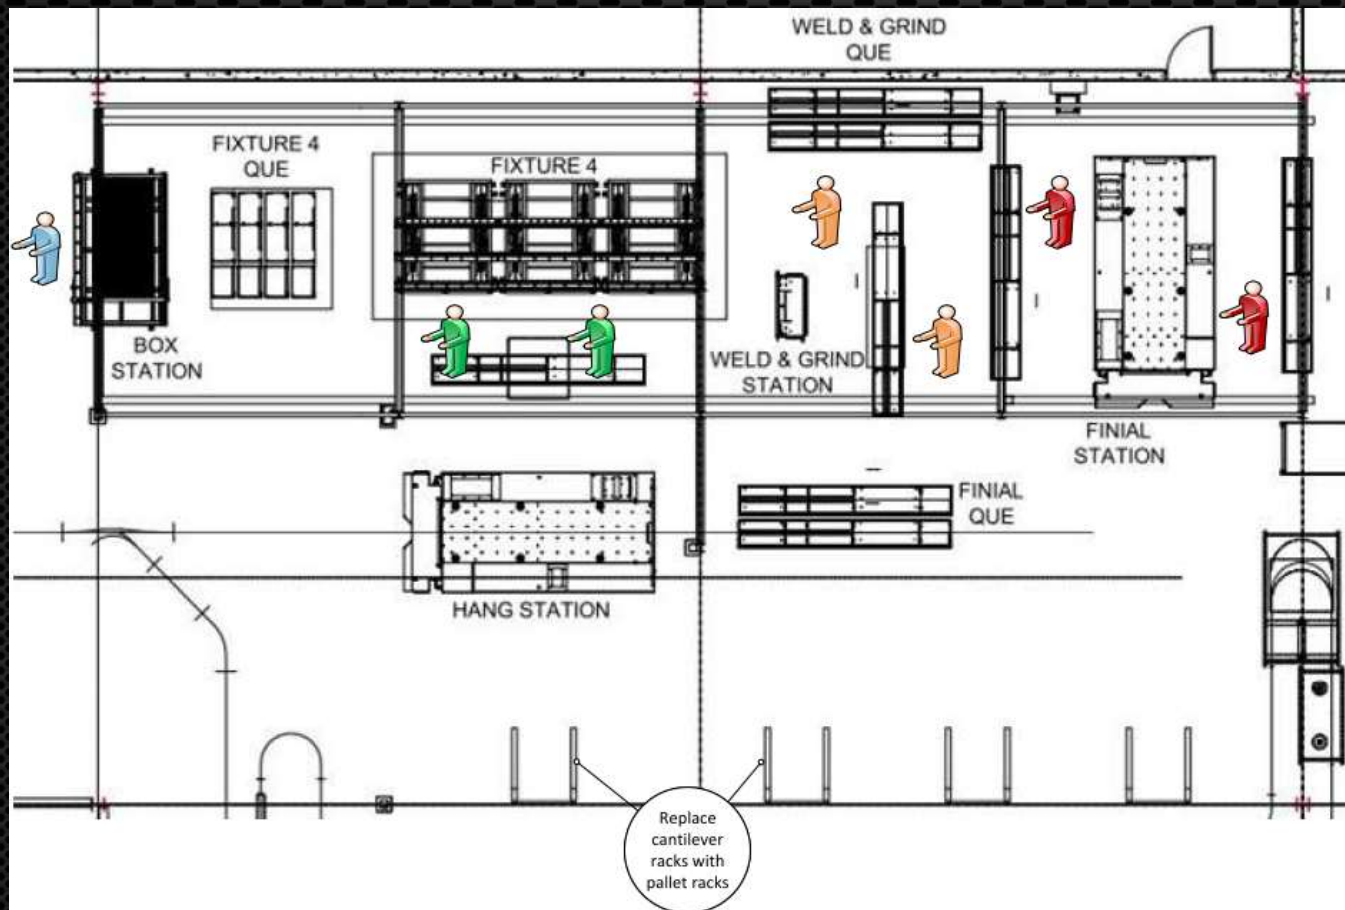 WELD & GRIND
QUE
FIXTURE 4
QUE
FIXTURE 4
BOX
STATION
WELD & GRIND
STATION
FINIAL
STATION
FINIAL
QUE
HANG STATION
Replace
cantilever
racks with
pallet racks